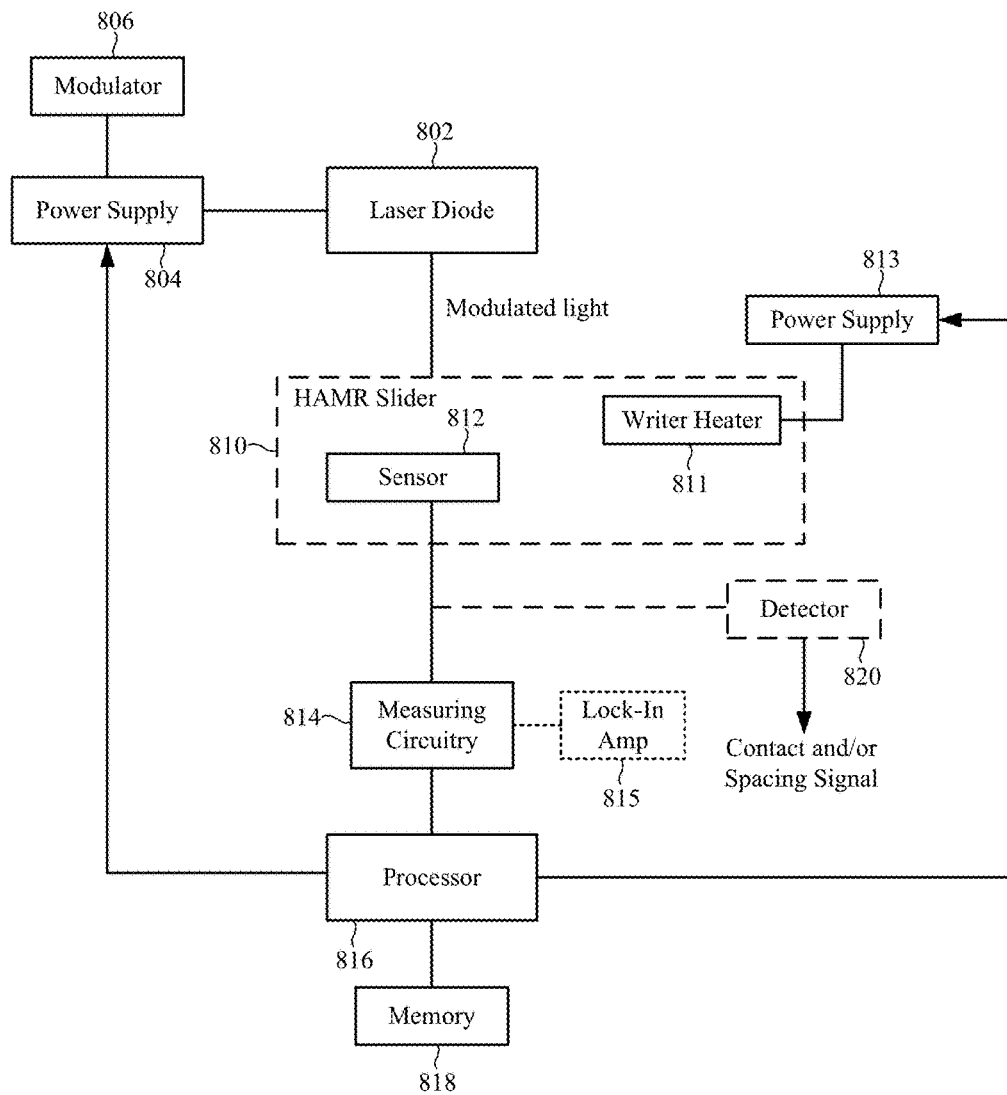 806
Modulator
802
Power Supply
Laser Diode
804
813
Modulated light
Power Supply
HAMR Slider
Writer Heater
812
810
811
Sensor
Detector
820
814
Measuring
Circuitry
Lock-In
Amp
815
Contact and/or
Spacing Signal
Processor
816
Memory
818